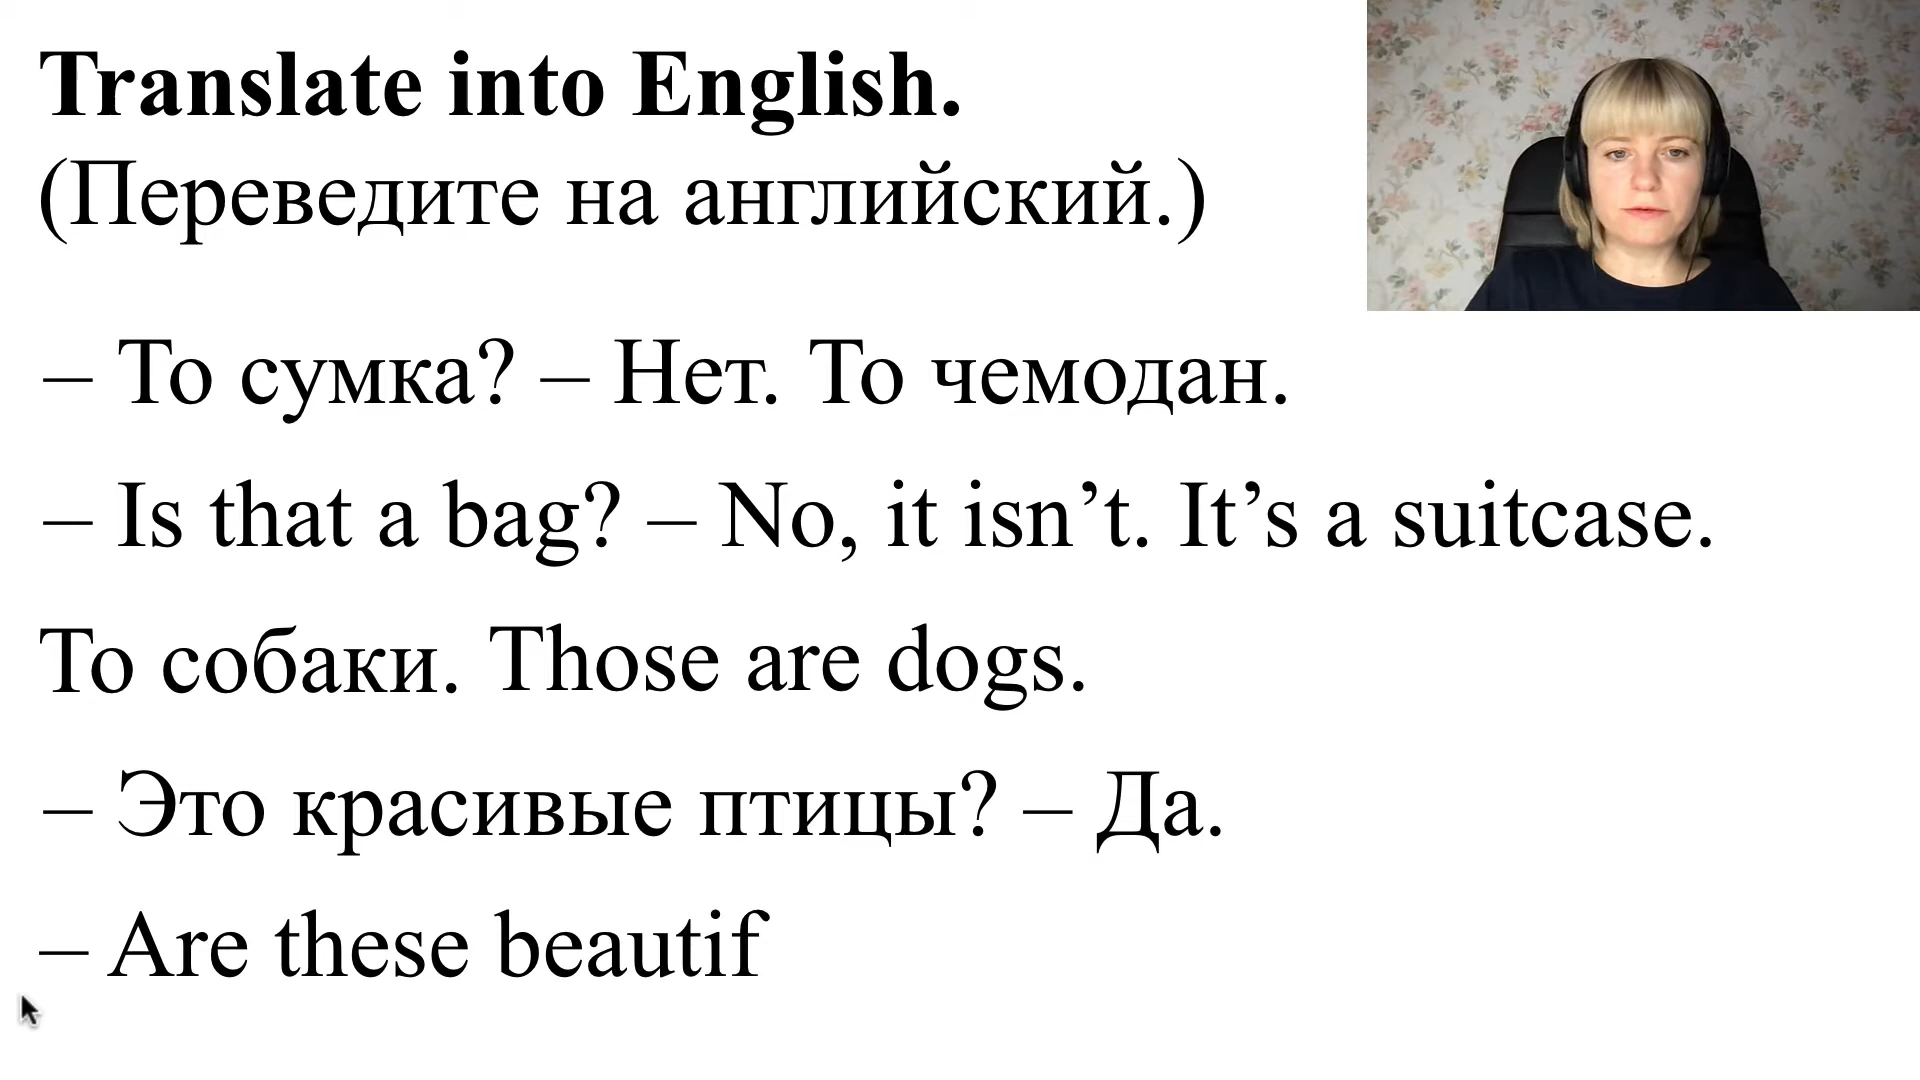 Translate into English.
(Переведите на английский.)
– То сумка? – Нет. То чемодан.
– Is that a bag? – No, it isn’t. It’s a suitcase.
То собаки. Those are dogs.
– Это красивые птицы? – Да.
– Are these beautif